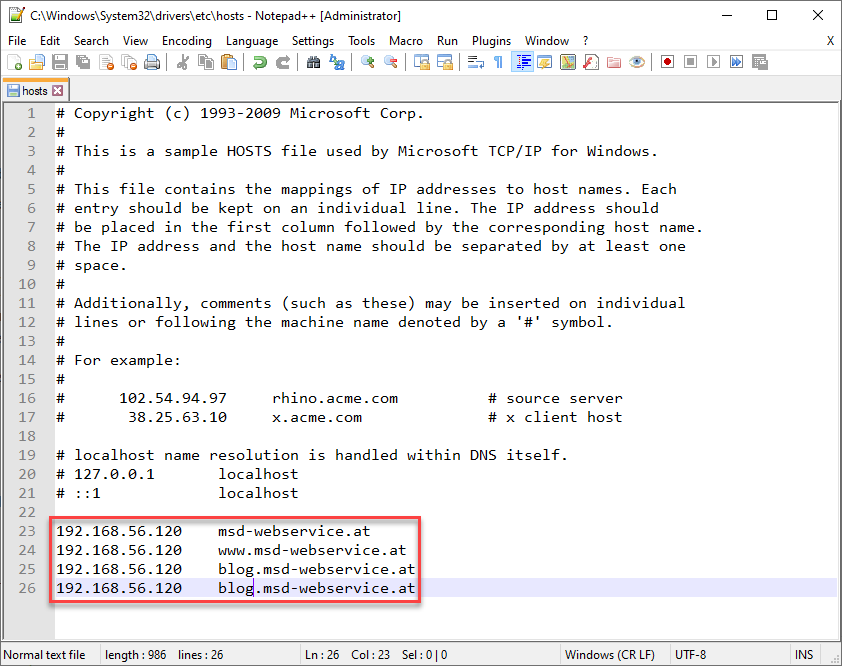 C:\Windows\System32\drivers\etc\hosts - Notepad++ [Administrator]
File Edit Search View Encoding Language Settings Tools Macro Run Plugins Window ? X
hosts
1 # Copyright (c) 1993-2009 Microsoft Corp.
2 #
3 # This is a sample HOSTS file used by Microsoft TCP/IP for Windows.
4 #
5 # This file contains the mappings of IP addresses to host names. Each
6 # entry should be kept on an individual line. The IP address should
7 # be placed in the first column followed by the corresponding host name.
8 # The IP address and the host name should be separated by at least one
9 # space.
10 #
11 # Additionally, comments (such as these) may be inserted on individual
12 # lines or following the machine name denoted by a '#' symbol.
13 #
14 # For example:
15 #
16 # 102.54.94.97 rhino.acme.com # source server
17 # 38.25.63.10 x.acme.com # x client host
18
19 # localhost name resolution is handled within DNS itself.
20 # 127.0.0.1 localhost
21 # ::1 localhost
22
23 192.168.56.120 msd-webservice.at
24 192.168.56.120 www.msd-webservice.at
25 192.168.56.120 blog.msd-webservice.at
26 192.168.56.120 blog.msd-webservice.at
Normal text file length : 986 lines : 26 Ln : 26 Col : 23 Sel : 0 | 0 Windows (CR LF) UTF-8 INS